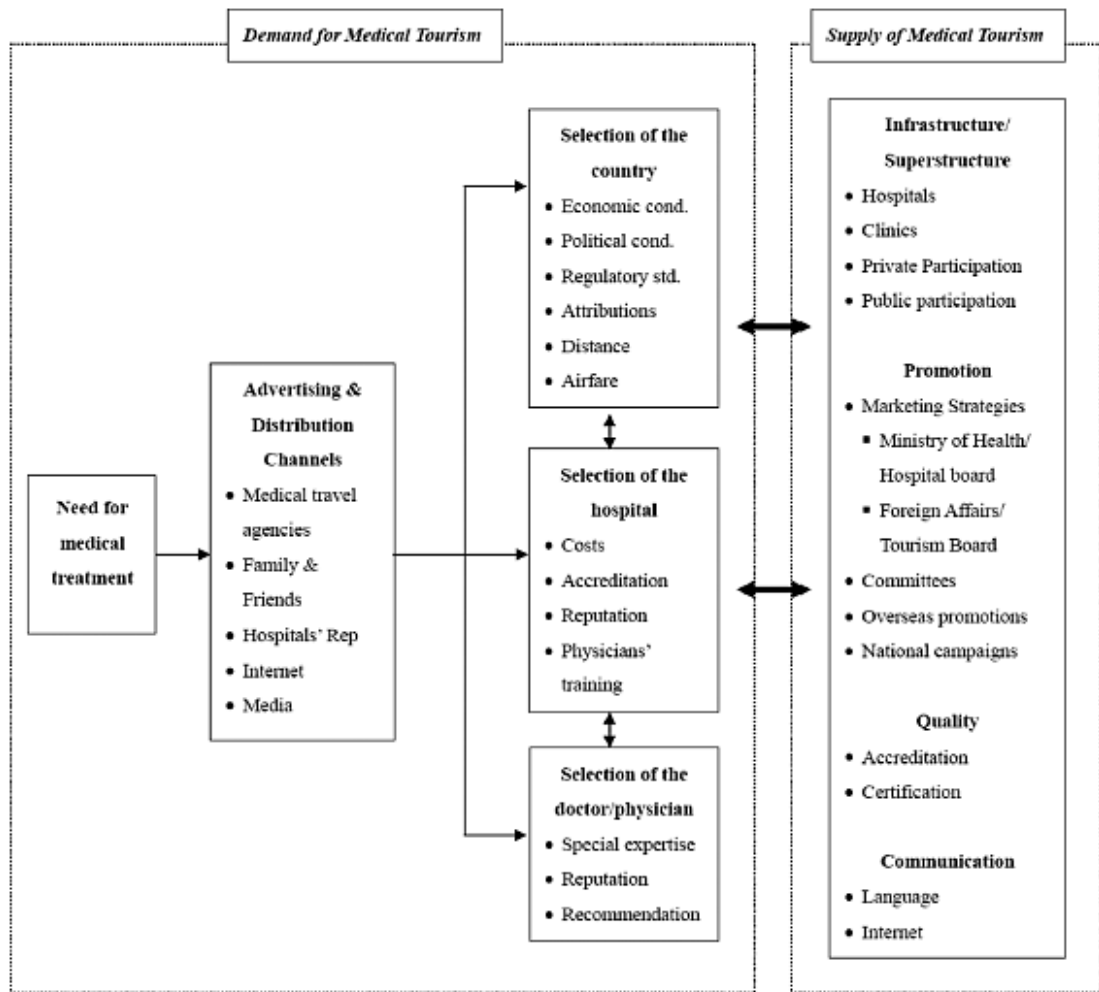 Demand for Medical Tourism
Supply of Medical Tourism
Need for
medical
treatment
Advertising &
Distribution
Channels
• Medical travel
agencies
• Family &
Friends
• Hospitals' Rep
• Internet
• Media
Selection of the
country
• Economic cond.
• Political cond.
• Regulatory std.
• Attributions
• Distance
• Airfare
Selection of the
hospital
• Costs
• Accreditation
• Reputation
• Physicians'
training
Selection of the
doctor/physician
• Special expertise
• Reputation
• Recommendation
Infrastructure/
Superstructure
• Hospitals
• Clinics
• Private Participation
• Public participation
Promotion
• Marketing Strategies
▪ Ministry of Health/
Hospital board
▪ Foreign Affairs/
Tourism Board
• Committees
• Overseas promotions
• National campaigns
Quality
• Accreditation
• Certification
Communication
• Language
• Internet